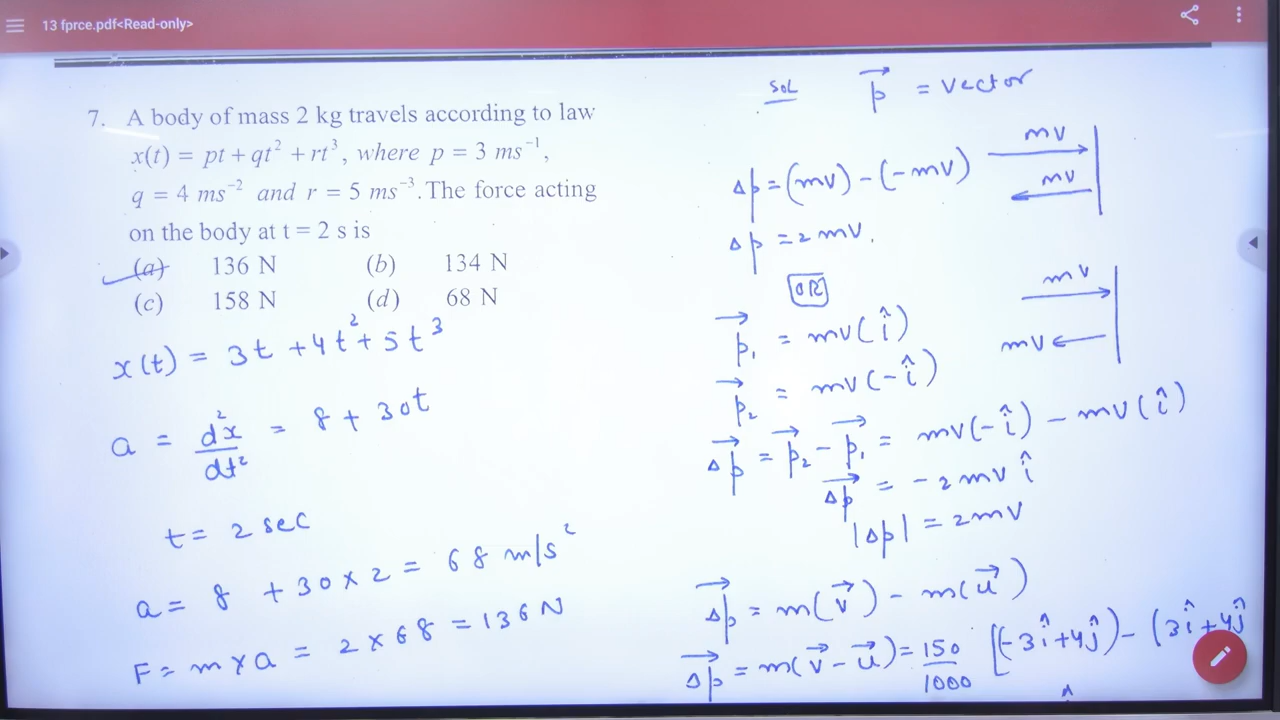 13 fprce.pdf<Read-only>
7. A body of mass 2 kg travels according to law
x(t) = pt + qt² + rt³, where p = 3 ms⁻¹,
q = 4 ms⁻² and r = 5 ms⁻³. The force acting
on the body at t = 2 s is
(a) 136 N (b) 134 N
(c) 158 N (d) 68 N
x(t) = 3t + 4t² + 5t³
a = d²x/dt² = 8 + 30t
t = 2 sec
a = 8 + 30 × 2 = 68 m/s²
F = m × a = 2 × 68 = 136 N
SOL p⃗ = vector
Δp = (mv) - (-mv)
mv
mv
Δp = 2mv.
OR
mv
mv
p⃗₁ = mv(î)
p⃗₂ = mv(-î)
Δp⃗ = p⃗₂ - p⃗₁ = mv(-î) - mv(î)
Δp⃗ = -2mv î
|Δp| = 2mv
Δp⃗ = m(v⃗) - m(u⃗)
Δp⃗ = m(v⃗ - u⃗) = 150/1000 [(-3î + 4ĵ) - (3î + 4ĵ